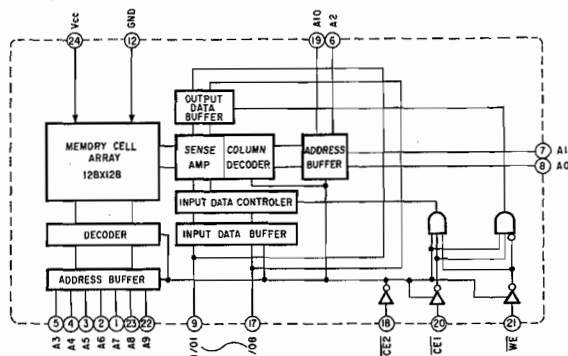 Vcc
GND
A10
A2
24
12
19
6
OUTPUT DATA BUFFER
MEMORY CELL ARRAY 128X128
SENSE AMP
COLUMN DECODER
ADDRESS BUFFER
7
A1
8
A0
INPUT DATA CONTROLER
DECODER
INPUT DATA BUFFER
ADDRESS BUFFER
5
4
3
2
1
23
22
9
17
18
20
21
A3
A4
A5
A6
A7
A8
A9
I/O1
I/O8
CE2
CE1
WE